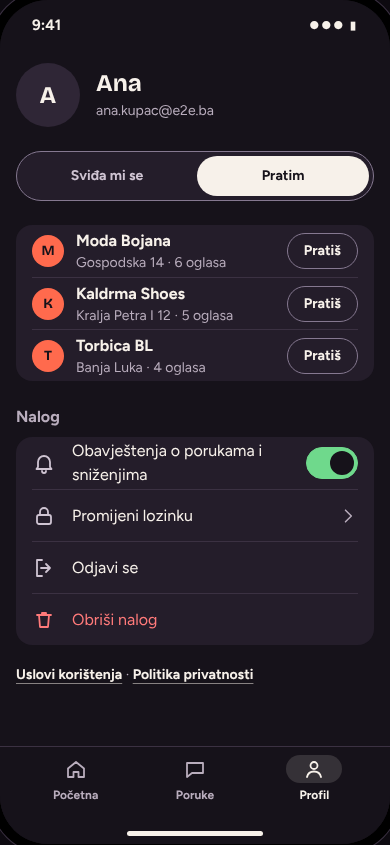 9:41
A
Ana
ana.kupac@e2e.ba
Sviđa mi se
Pratim
M
Moda Bojana
Gospodska 14 · 6 oglasa
Pratiš
K
Kaldrma Shoes
Kralja Petra I 12 · 5 oglasa
Pratiš
T
Torbica BL
Banja Luka · 4 oglasa
Pratiš
Nalog
Obavještenja o porukama i
sniženjima
Promijeni lozinku
Odjavi se
Obriši nalog
Uslovi korištenja · Politika privatnosti
Početna
Poruke
Profil